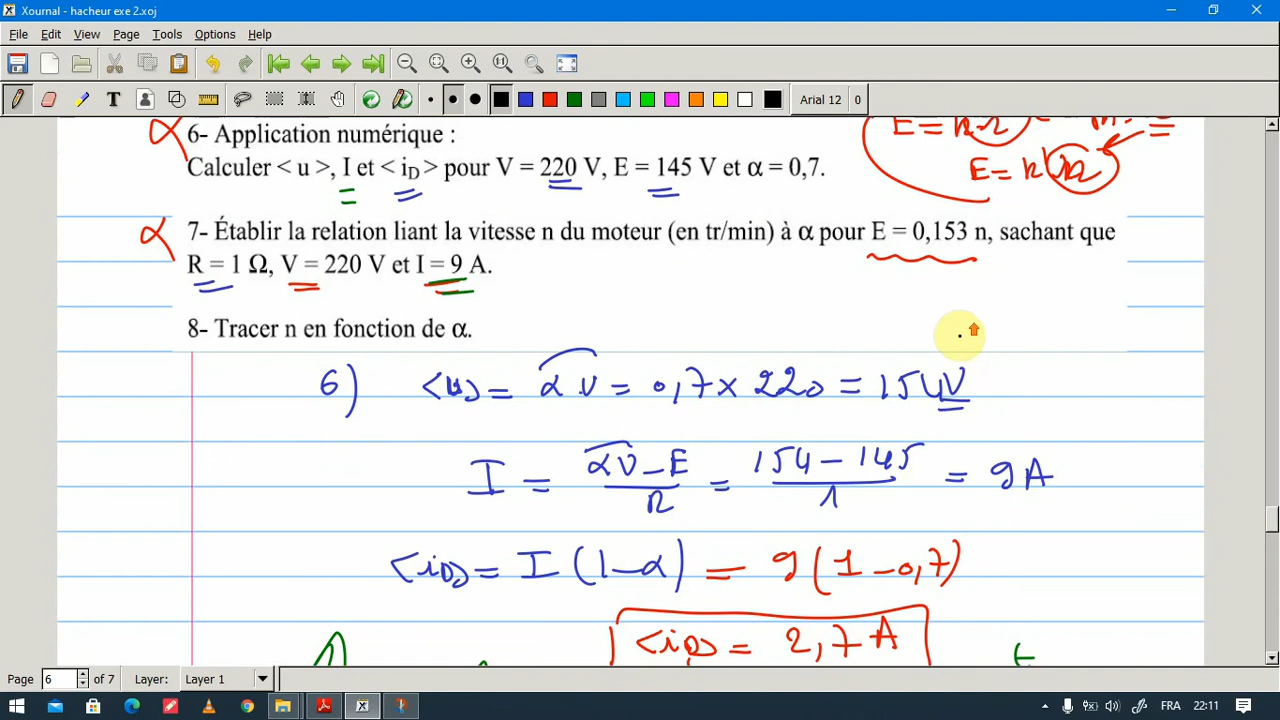 Xournal - hacheur exe 2.xoj
File Edit View Page Tools Options Help
Arial 12 0
6- Application numérique :
Calculer < u >, I et < iD > pour V = 220 V, E = 145 V et α = 0,7.
α
7- Établir la relation liant la vitesse n du moteur (en tr/min) à α pour E = 0,153 n, sachant que
R = 1 Ω, V = 220 V et I = 9 A.
α
8- Tracer n en fonction de α.
6) <u> = αV = 0,7 x 220 = 154V
I = αV - E / R = 154 - 145 / 1 = 9A
<iD> = I (1-α) = 9(1-0,7)
<iD> = 2,7A
t
Page 6 of 7 Layer: Layer 1
FRA 22:11